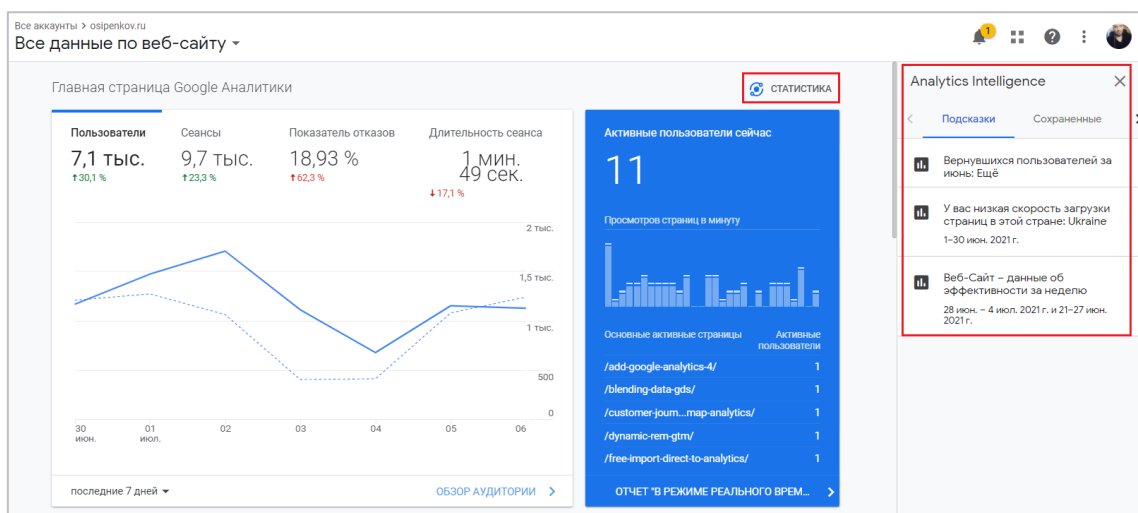 Все аккаунты > osipenkov.ru
Все данные по веб-сайту
1
Главная страница Google Аналитики
СТАТИСТИКА
Пользователи Сеансы Показатель отказов Длительность сеанса
7,1 тыс. 9,7 тыс. 18,93 % 1 мин.
49 сек.
↑30,1 % ↑23,3 % ↑62,3 %
↓17,1 %
2 тыс.
1,5 тыс.
1 тыс.
500
0
30 01 02 03 04 05 06
июн. июл.
последние 7 дней
ОБЗОР АУДИТОРИИ
Активные пользователи сейчас
11
Просмотров страниц в минуту
Основные активные страницы Активные
пользователи
/add-google-analytics-4/ 1
/blending-data-gds/ 1
/customer-journ...map-analytics/ 1
/dynamic-rem-gtm/ 1
/free-import-direct-to-analytics/ 1
ОТЧЕТ "В РЕЖИМЕ РЕАЛЬНОГО ВРЕМ...
Analytics Intelligence
Подсказки Сохраненные
Вернувшихся пользователей за
июнь: Ещё
У вас низкая скорость загрузки
страниц в этой стране: Ukraine
1–30 июн. 2021 г.
Веб-Сайт – данные об
эффективности за неделю
28 июн. – 4 июл. 2021 г. и 21–27 июн.
2021 г.